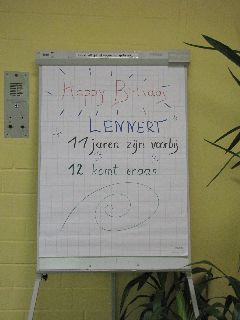 Happy Birthday
LENNERT
11 jaren zijn voorbij
12 komt eraan